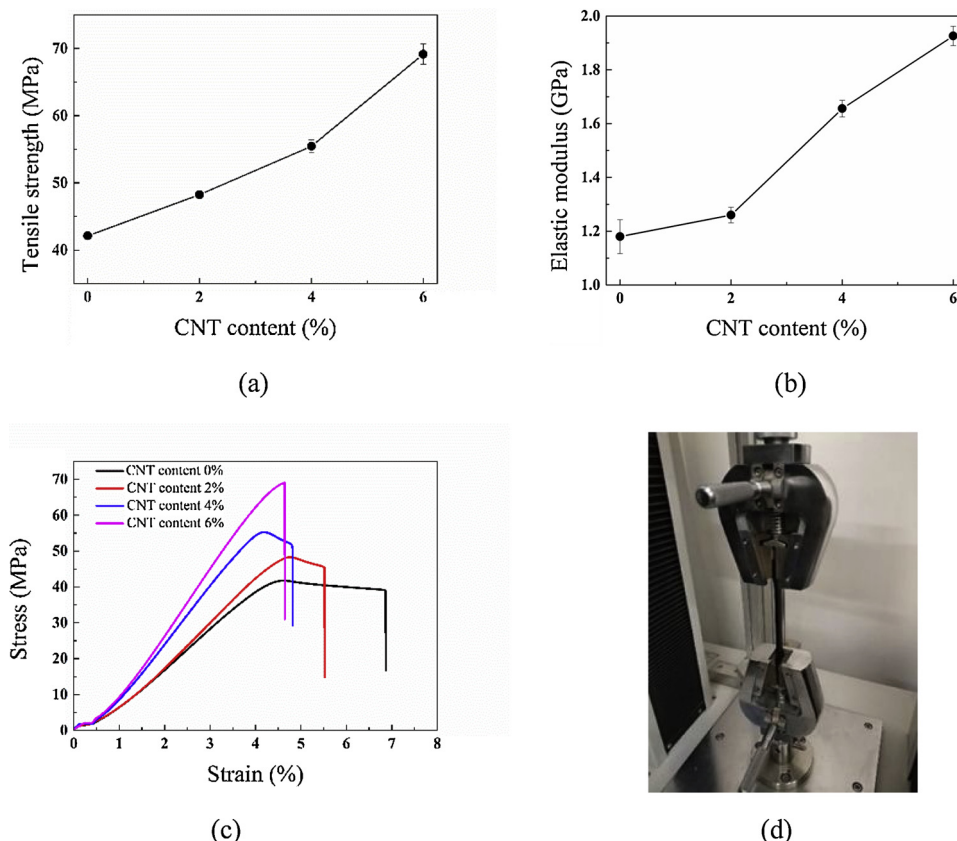 70
60
50
40
0
2
4
6
Tensile strength (MPa)
CNT content (%)
(a)
2.0
1.8
1.6
1.4
1.2
1.0
0
2
4
6
Elastic modulus (GPa)
CNT content (%)
(b)
CNT content 0%
CNT content 2%
CNT content 4%
CNT content 6%
70
60
50
40
30
20
10
0
0
1
2
3
4
5
6
7
8
Stress (MPa)
Strain (%)
(c)
(d)